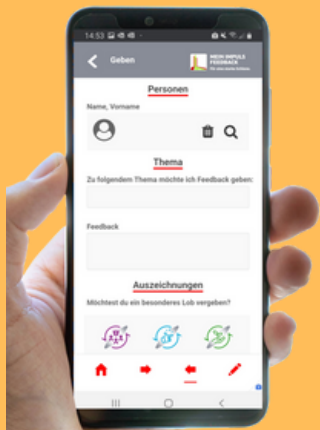 14:53
Geben
MEIN IMPULS
FEEDBACK
Personen
Name, Vorname
Thema
Zu folgendem Thema möchte ich Feedback geben:
Feedback
Auszeichnungen
Möchtest du ein besonderes Lob vergeben?